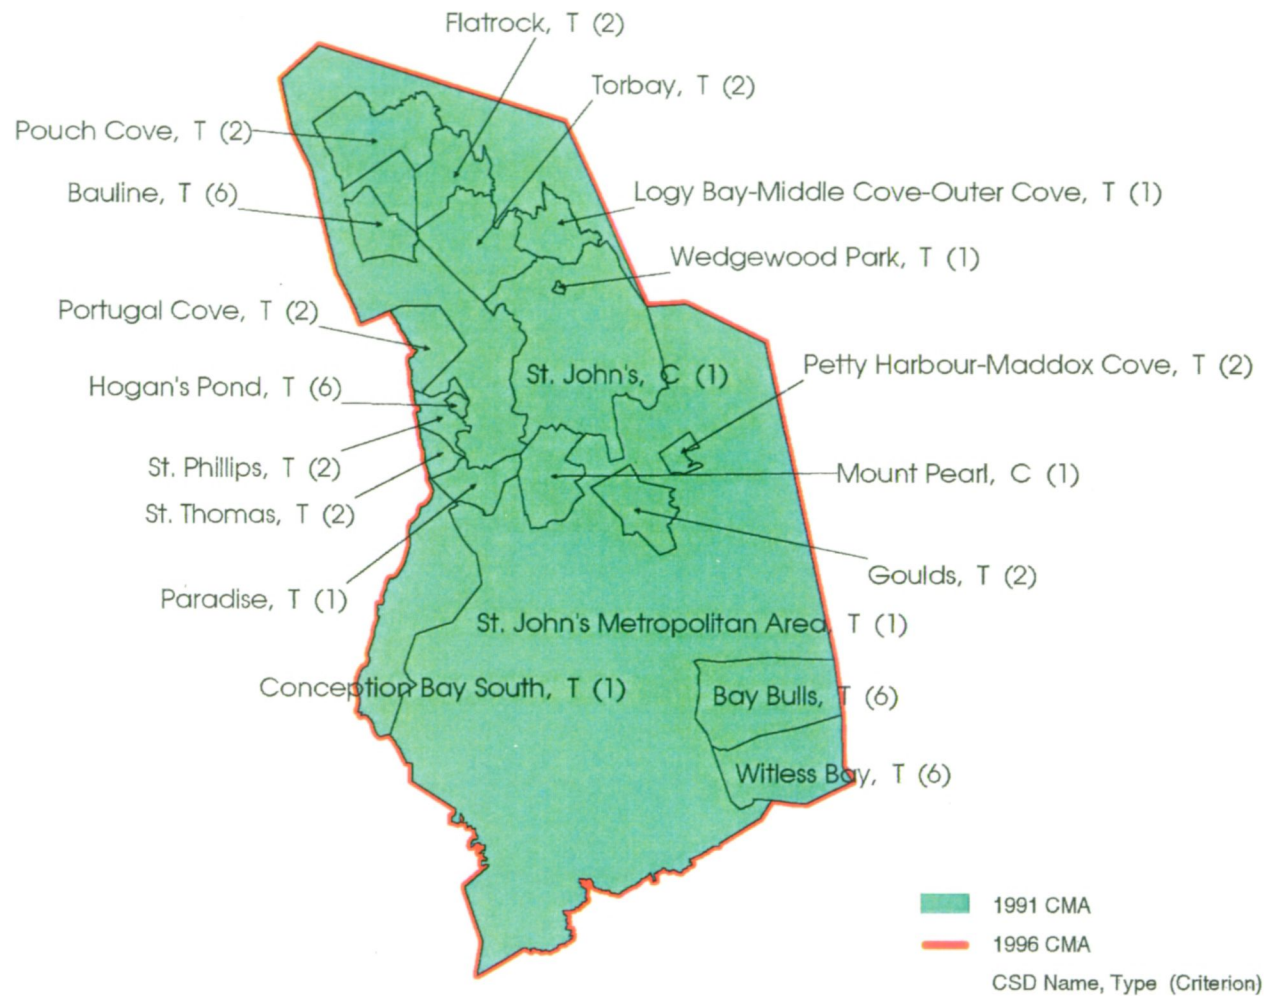 Flatrock, T (2)
Torbay, T (2)
Pouch Cove, T (2)
Bauline, T (6)
Logy Bay-Middle Cove-Outer Cove, T (1)
Wedgewood Park, T (1)
Portugal Cove, T (2)
Petty Harbour-Maddox Cove, T (2)
St. John's, C (1)
Hogan's Pond, T (6)
St. Phillips, T (2)
Mount Pearl, C (1)
St. Thomas, T (2)
Goulds, T (2)
Paradise, T (1)
St. John's Metropolitan Area, T (1)
Conception Bay South, T (1)
Bay Bulls, T (6)
Witless Bay, T (6)
1991 CMA
1996 CMA
CSD Name, Type (Criterion)